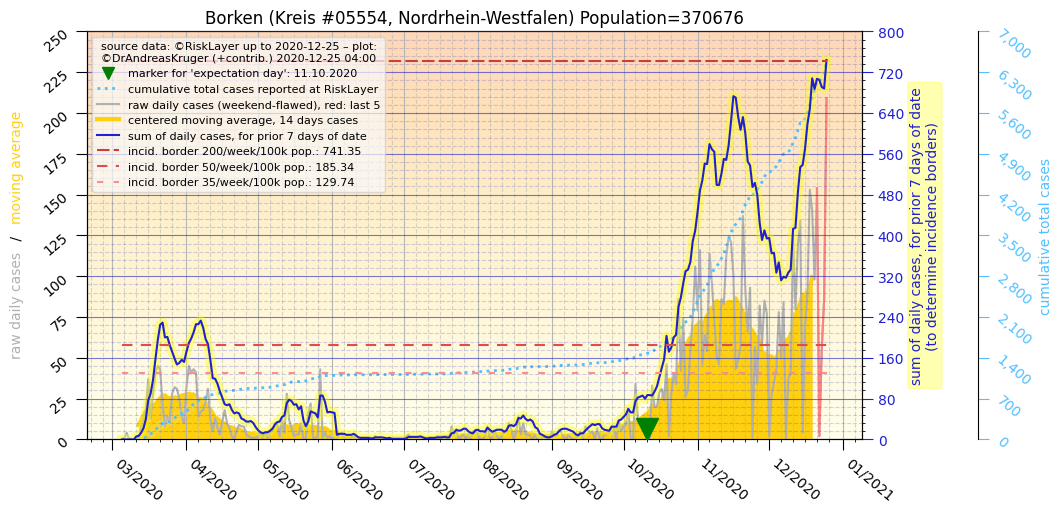 Borken (Kreis #05554, Nordrhein-Westfalen) Population=370676
source data: ©RiskLayer up to 2020-12-25 – plot:
©DrAndreasKruger (+contrib.) 2020-12-25 04:00
marker for 'expectation day': 11.10.2020
cumulative total cases reported at RiskLayer
raw daily cases (weekend-flawed), red: last 5
centered moving average, 14 days cases
sum of daily cases, for prior 7 days of date
incid. border 200/week/100k pop.: 741.35
incid. border 50/week/100k pop.: 185.34
incid. border 35/week/100k pop.: 129.74
raw daily cases / moving average
250
225
200
175
150
125
100
75
50
25
0
03/2020
04/2020
05/2020
06/2020
07/2020
08/2020
09/2020
10/2020
11/2020
12/2020
01/2021
800
720
640
560
480
400
320
240
160
80
0
sum of daily cases, for prior 7 days of date
(to determine incidence borders)
7,000
6,300
5,600
4,900
4,200
3,500
2,800
2,100
1,400
700
0
cumulative total cases